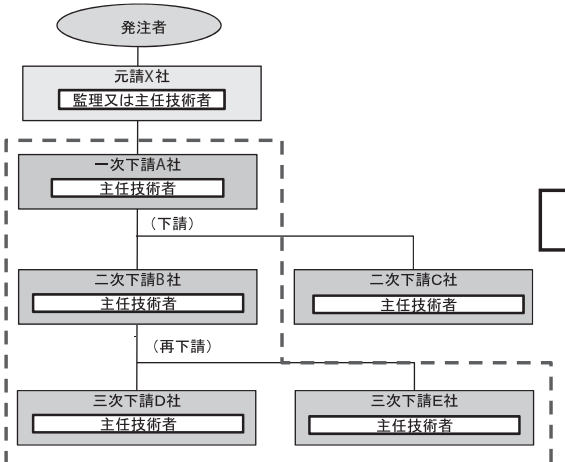 発注者
元請X社
監理又は主任技術者
一次下請A社
主任技術者
（下請）
二次下請B社
主任技術者
二次下請C社
主任技術者
（再下請）
三次下請D社
主任技術者
三次下請E社
主任技術者